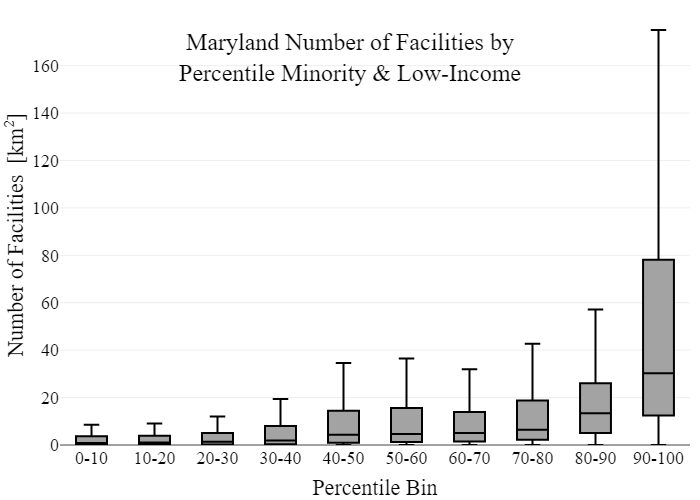 Maryland Number of Facilities by
Percentile Minority & Low-Income
Number of Facilities [km²]
160
140
120
100
80
60
40
20
0
0-10 10-20 20-30 30-40 40-50 50-60 60-70 70-80 80-90 90-100
Percentile Bin